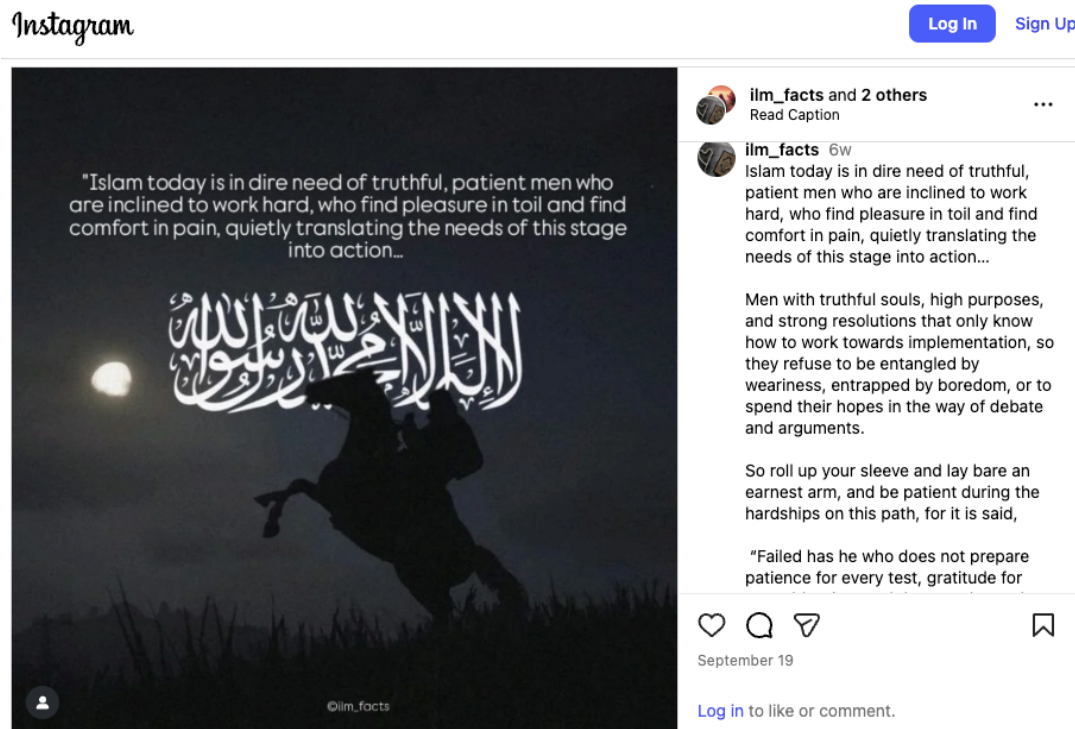 Instagram
Log In
Sign Up
"Islam today is in dire need of truthful, patient men who
are inclined to work hard, who find pleasure in toil and find
comfort in pain, quietly translating the needs of this stage
into action...
لا إله إلا الله محمد رسول الله
©ilm_facts
ilm_facts and 2 others
Read Caption
ilm_facts 6w
Islam today is in dire need of truthful,
patient men who are inclined to work
hard, who find pleasure in toil and find
comfort in pain, quietly translating the
needs of this stage into action...

Men with truthful souls, high purposes,
and strong resolutions that only know
how to work towards implementation, so
they refuse to be entangled by
weariness, entrapped by boredom, or to
spend their hopes in the way of debate
and arguments.

So roll up your sleeve and lay bare an
earnest arm, and be patient during the
hardships on this path, for it is said,

“Failed has he who does not prepare
patience for every test, gratitude for
September 19
Log in to like or comment.